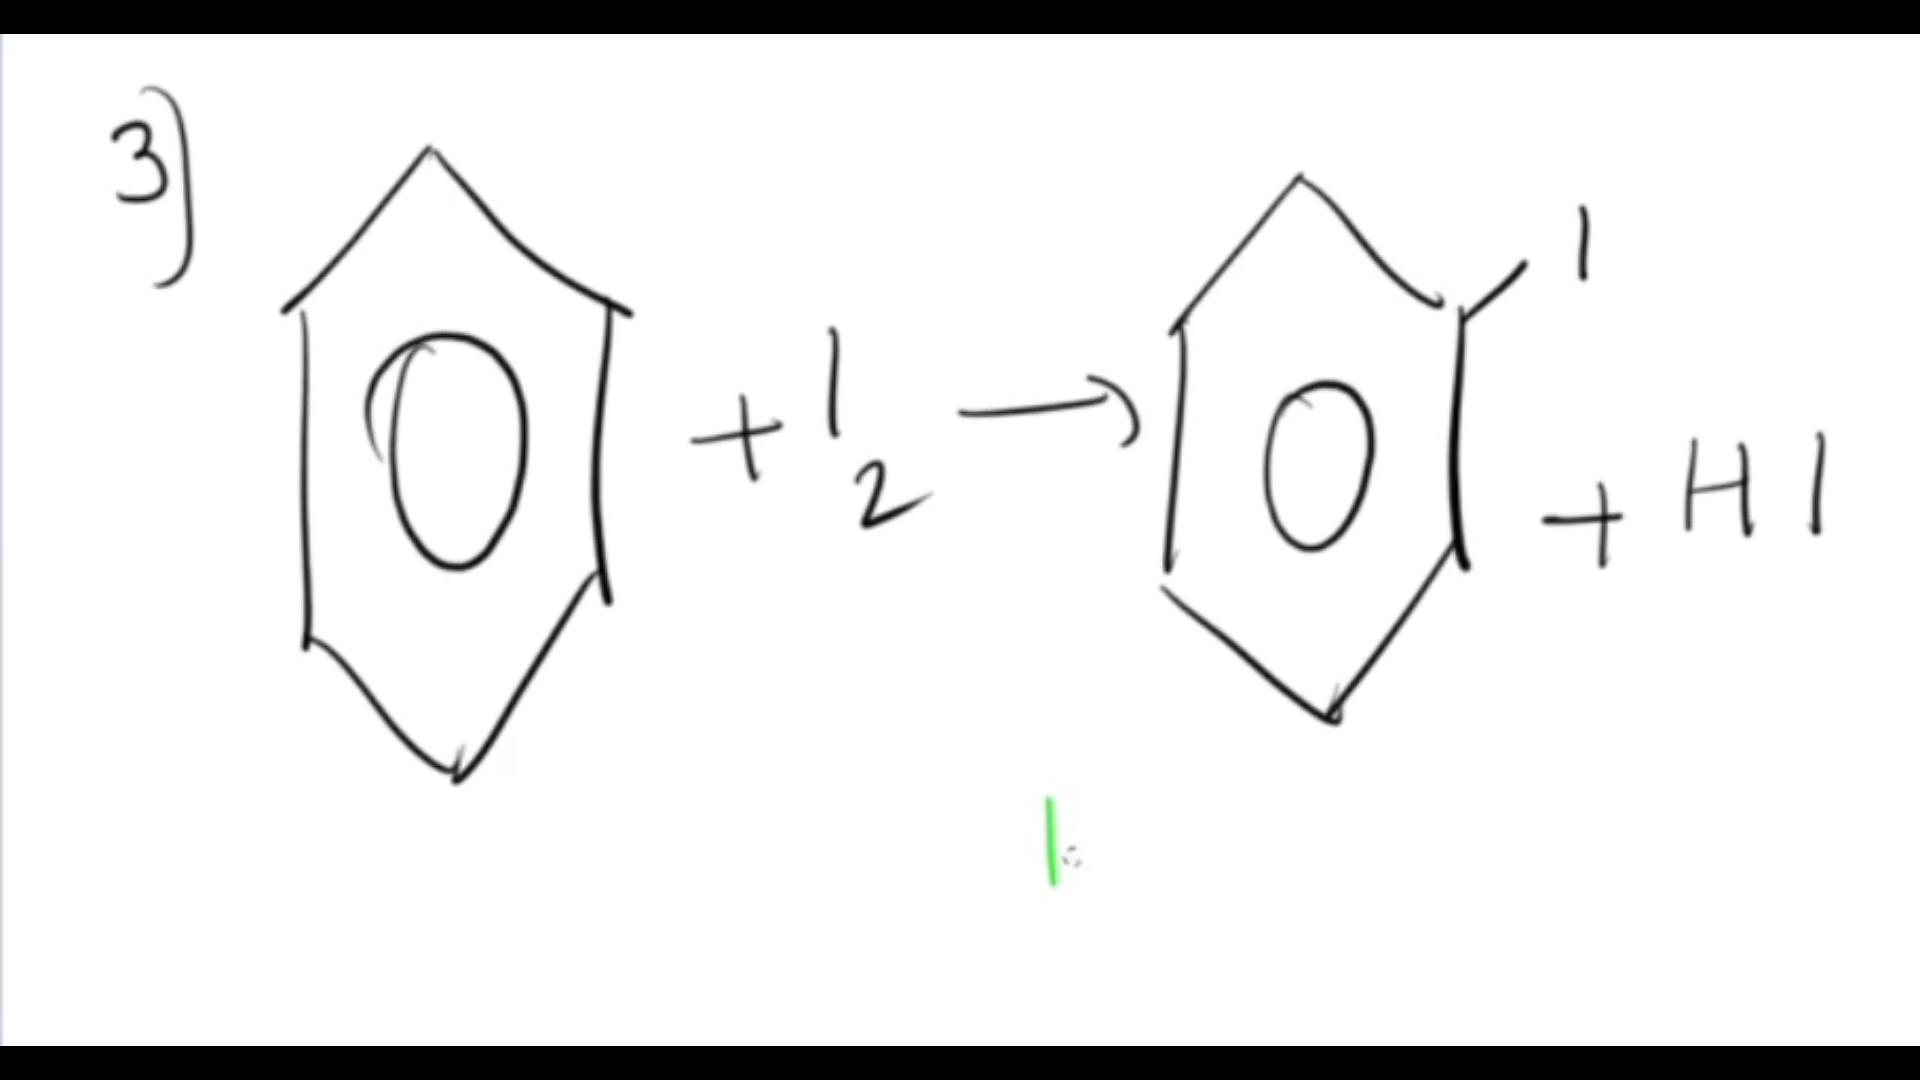 3)
+ I2 → I
+ HI
I